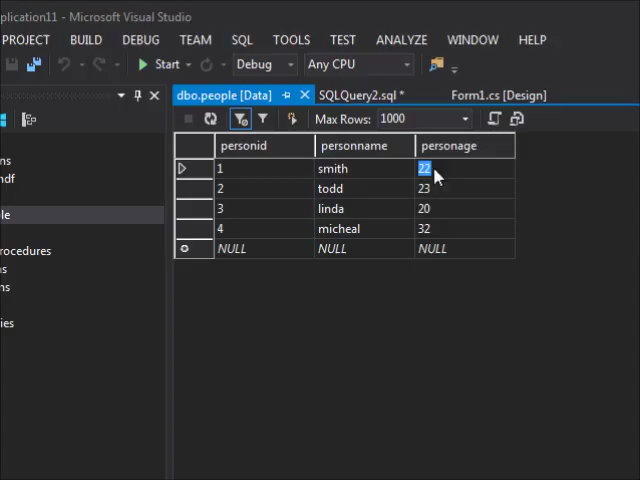 plication11 - Microsoft Visual Studio
PROJECT BUILD DEBUG TEAM SQL TOOLS TEST ANALYZE WINDOW HELP
Start Debug Any CPU
dbo.people [Data] SQLQuery2.sql * Form1.cs [Design]
Max Rows: 1000
personid personname personage
1 smith 22
2 todd 23
3 linda 20
4 micheal 32
NULL NULL NULL
ns
ndf
le
rocedures
s
ns
ies